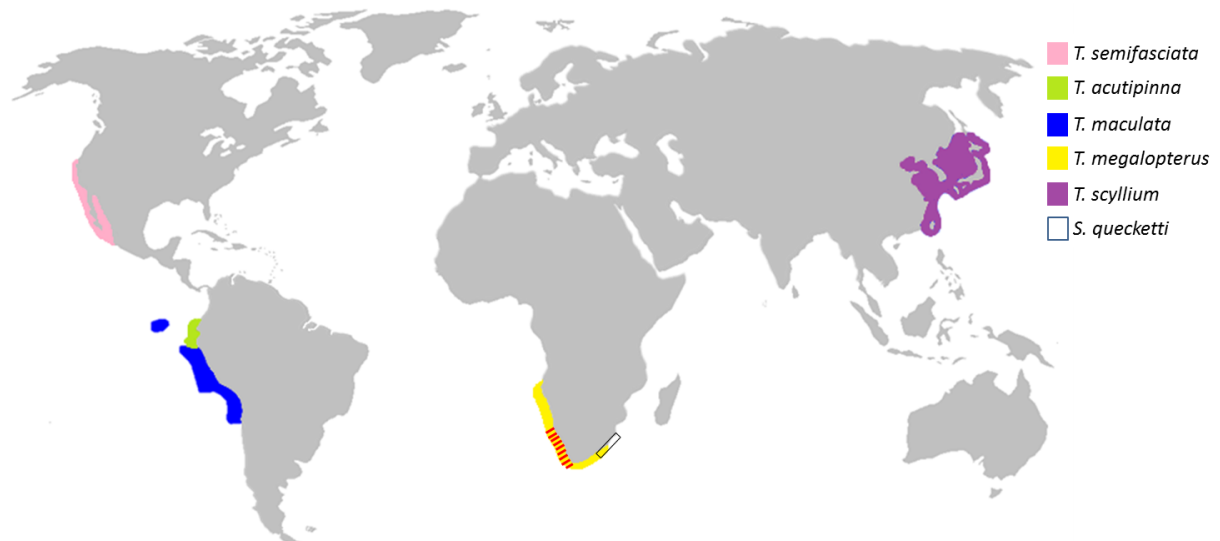 T. semifasciata
T. acutipinna
T. maculata
T. megalopterus
T. scyllium
S. quecketti